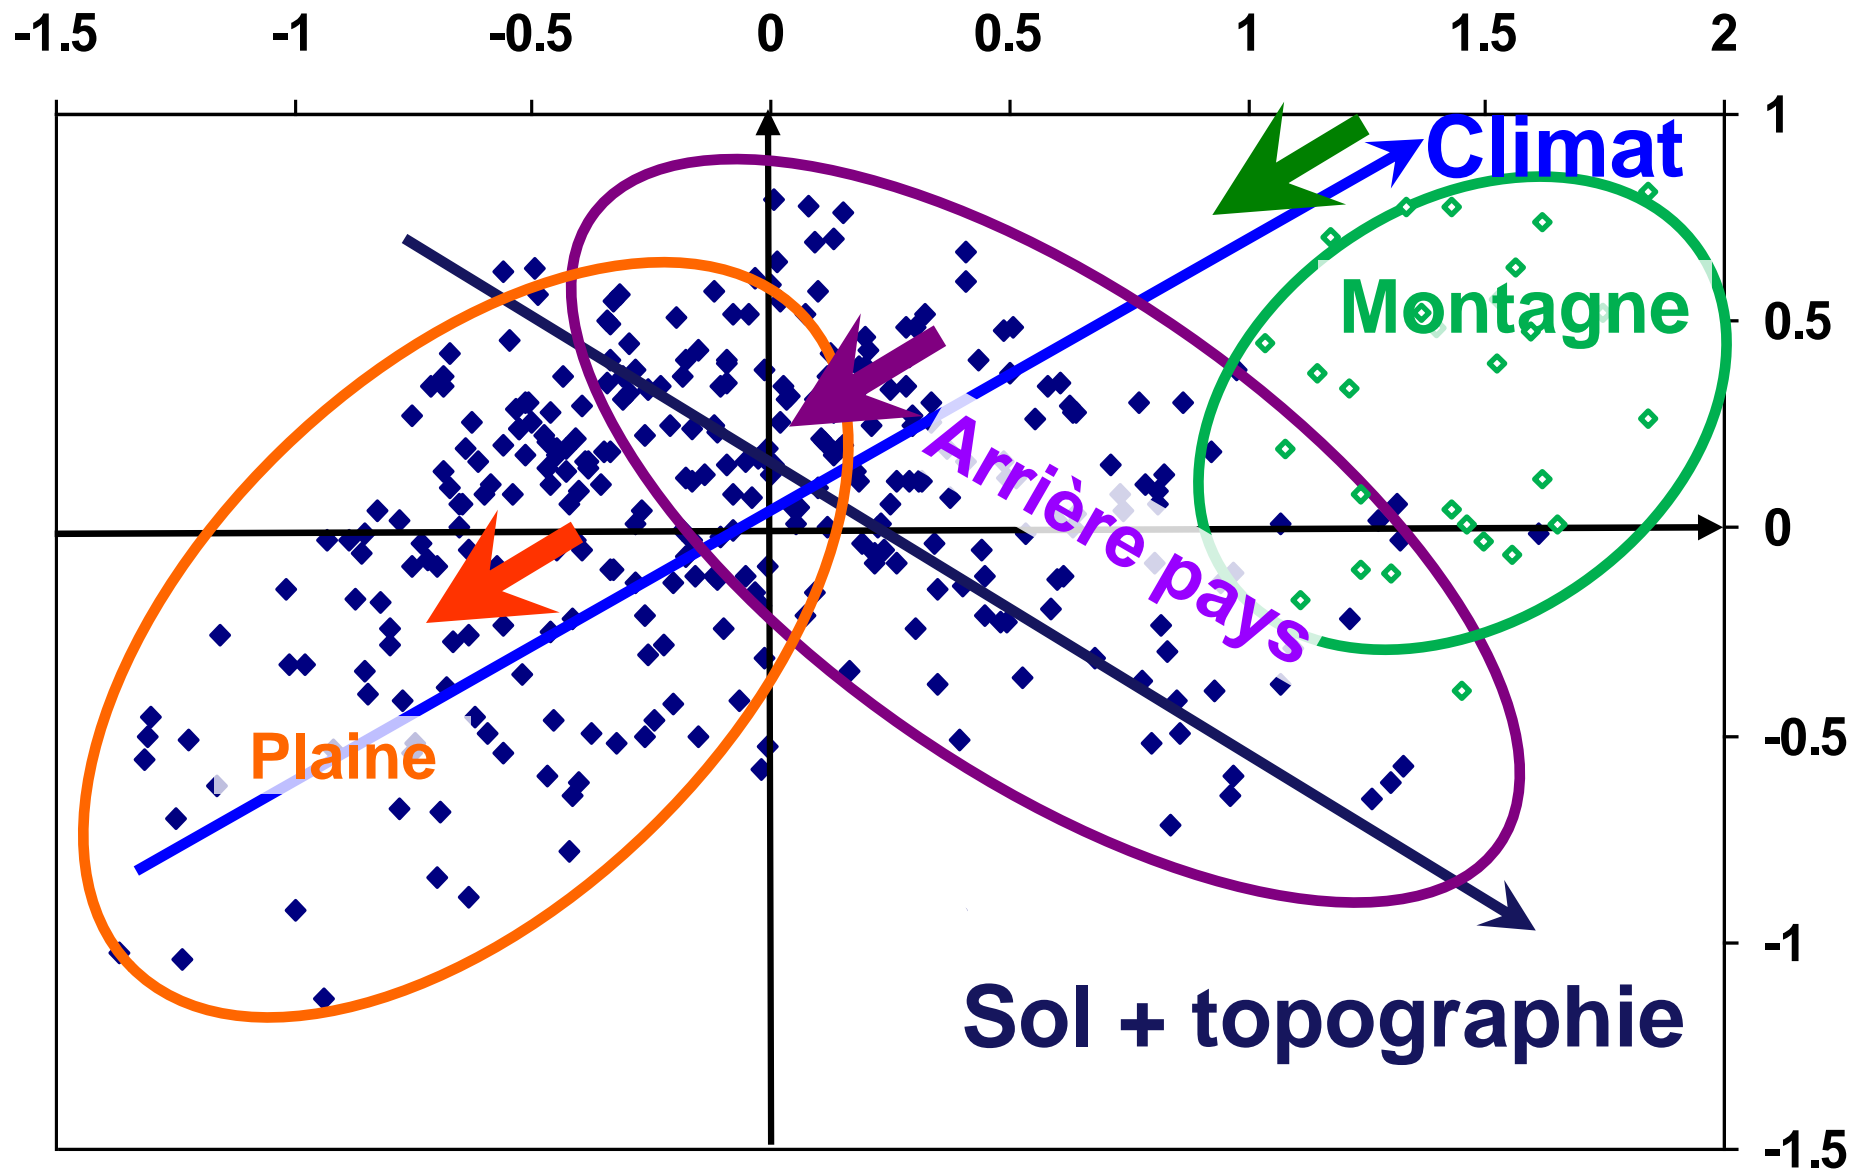 -1.5 -1 -0.5 0 0.5 1 1.5 2
1
Climat
Montagne
0.5
Arrière pays
0
Plaine
-0.5
-1
Sol + topographie
-1.5